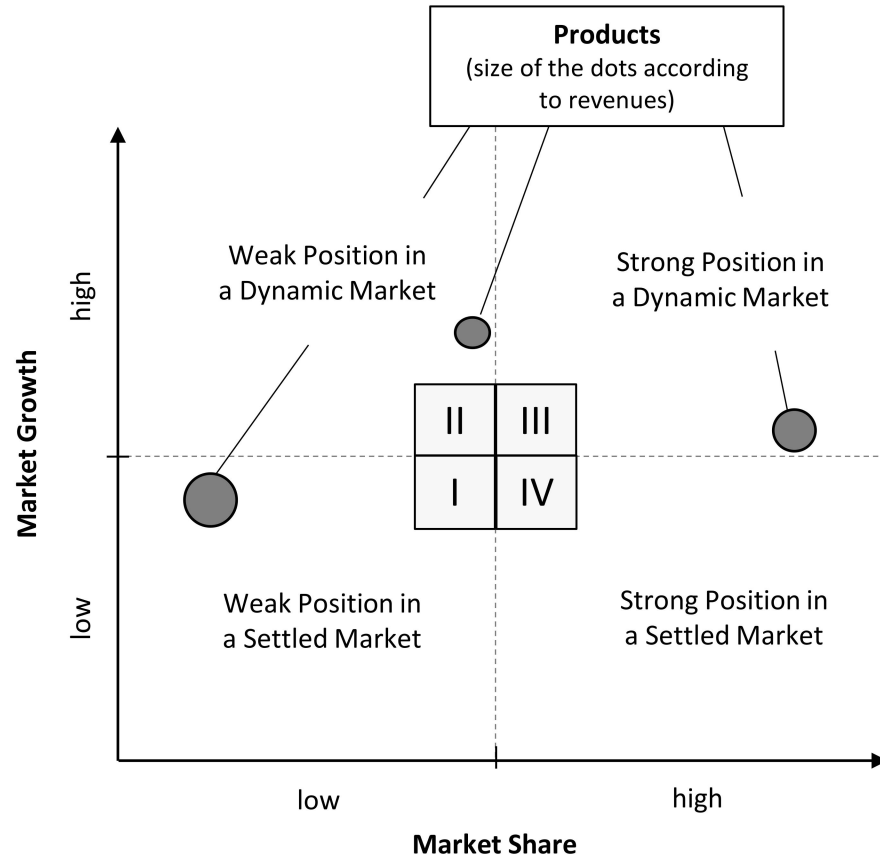 Products
(size of the dots according
to revenues)
Weak Position in
a Dynamic Market
Strong Position in
a Dynamic Market
high
Market Growth
II
III
I
IV
low
Weak Position in
a Settled Market
Strong Position in
a Settled Market
low
high
Market Share